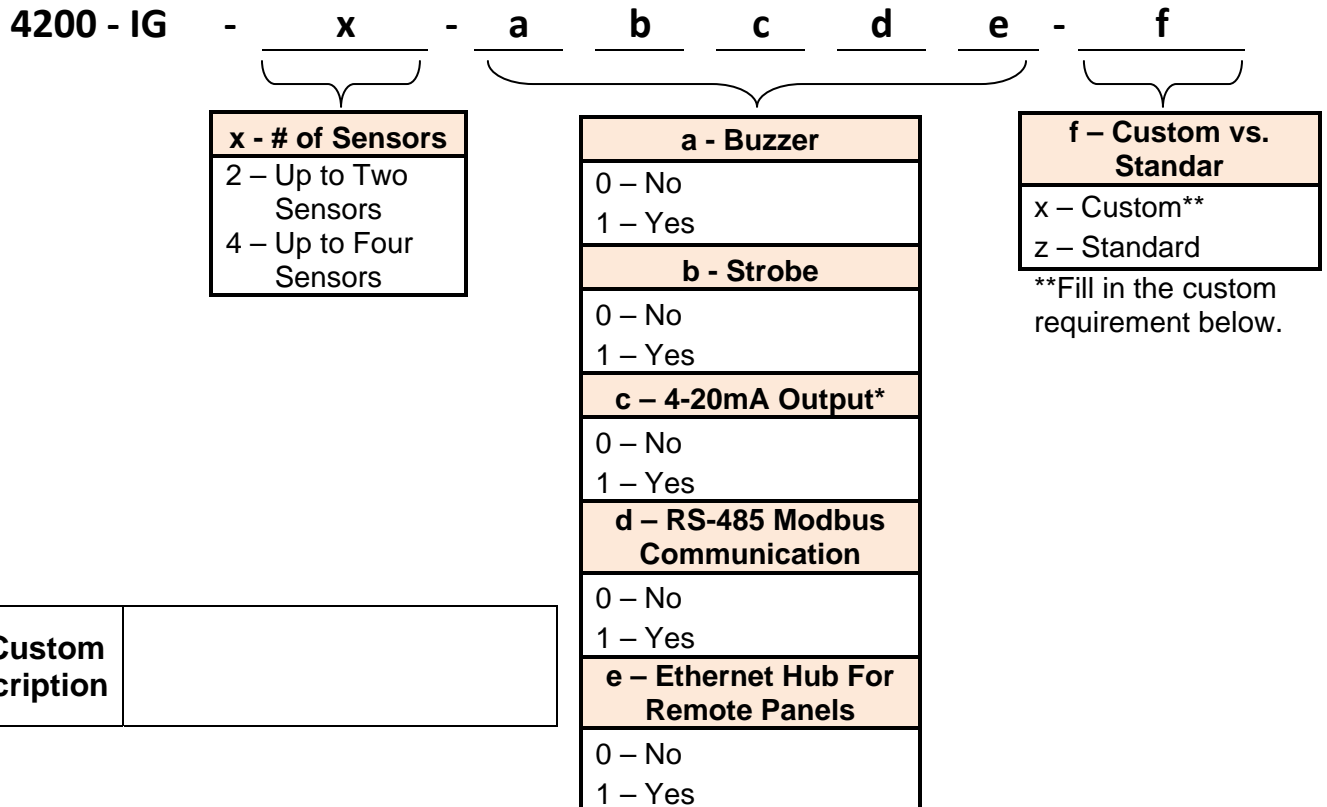 4200 - IG - x - a b c d e - f
x - # of Sensors
2 – Up to Two
Sensors
4 – Up to Four
Sensors
a - Buzzer
0 – No
1 – Yes
b - Strobe
0 – No
1 – Yes
c – 4-20mA Output*
0 – No
1 – Yes
d – RS-485 Modbus
Communication
0 – No
1 – Yes
e – Ethernet Hub For
Remote Panels
0 – No
1 – Yes
f – Custom vs.
Standar
x – Custom**
z – Standard
**Fill in the custom
requirement below.
Custom
cription